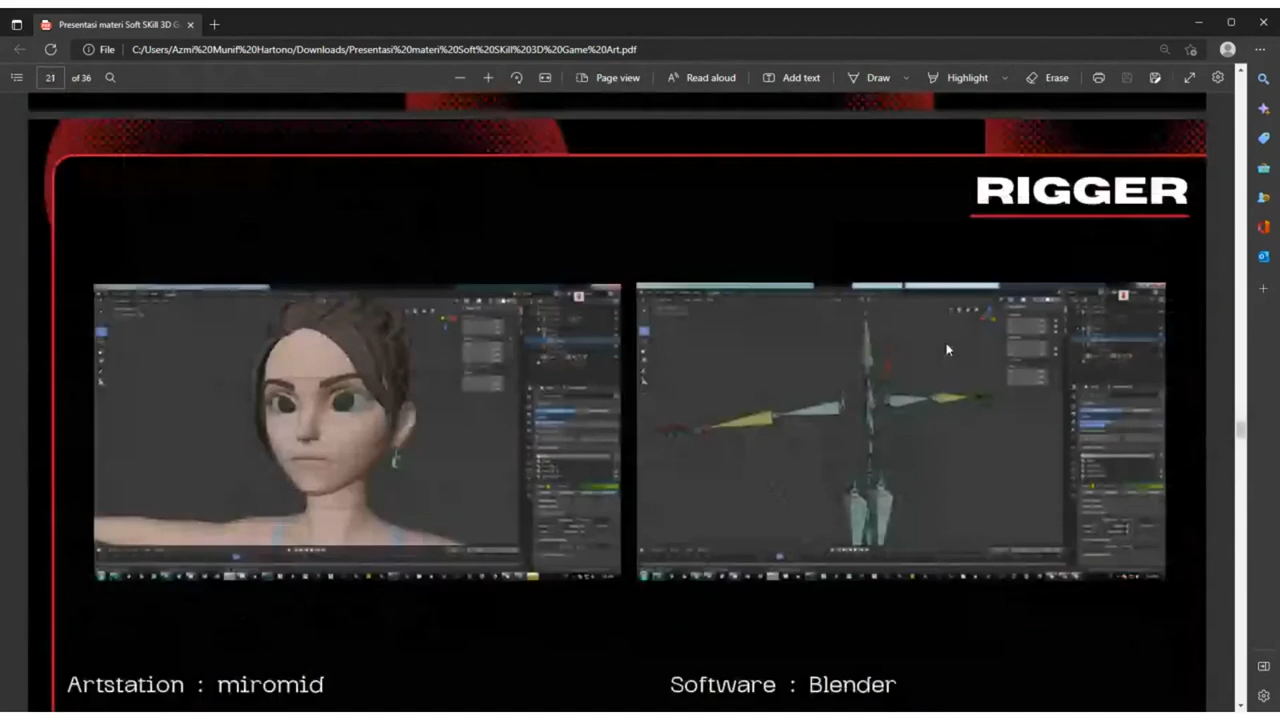 Presentasi materi Soft SKill 3D G
File
C:/Users/Azmi%20Munif%20Hartono/Downloads/Presentasi%20materi%20Soft%20SKill%203D%20Game%20Art.pdf
21 of 36
Page view
Read aloud
Add text
Draw
Highlight
Erase
RIGGER
Artstation : miromid
Software : Blender